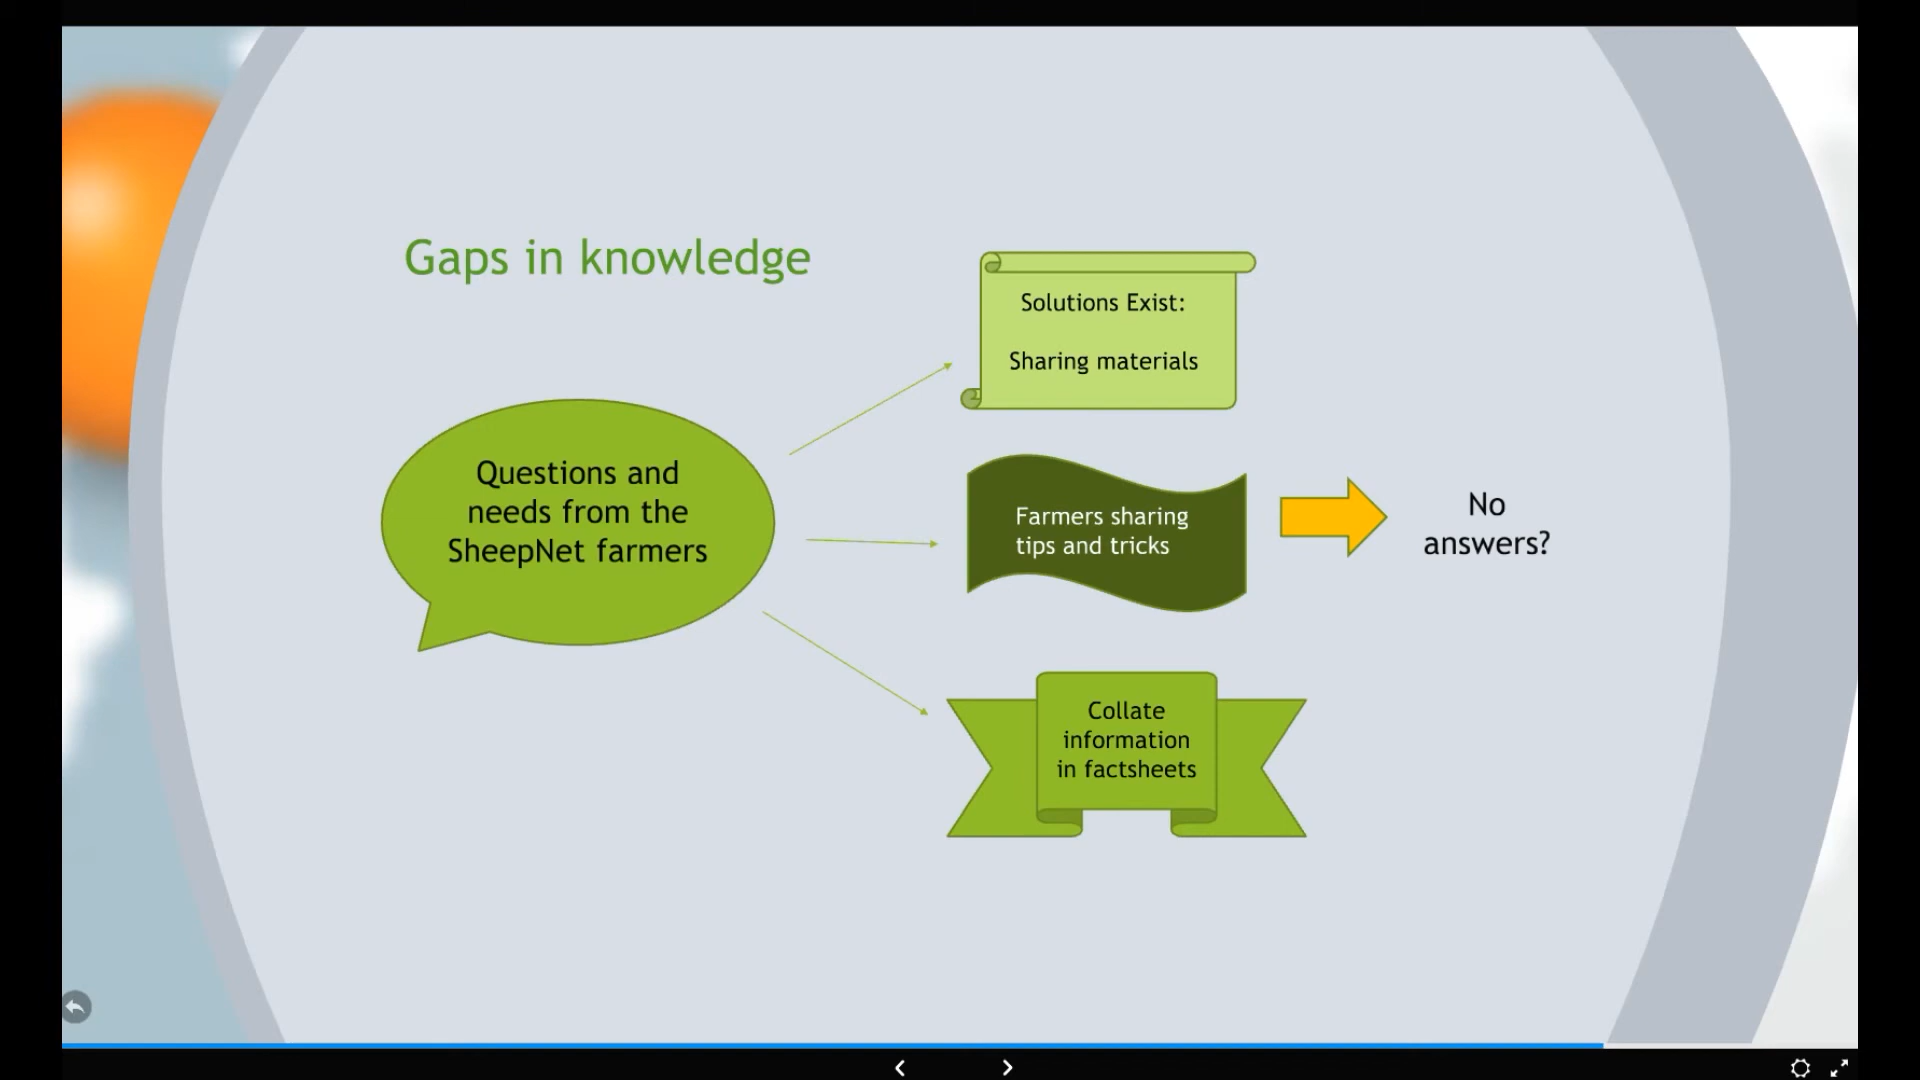 Gaps in knowledge
Solutions Exist:
Sharing materials
Questions and
needs from the
SheepNet farmers
Farmers sharing
tips and tricks
No
answers?
Collate
information
in factsheets